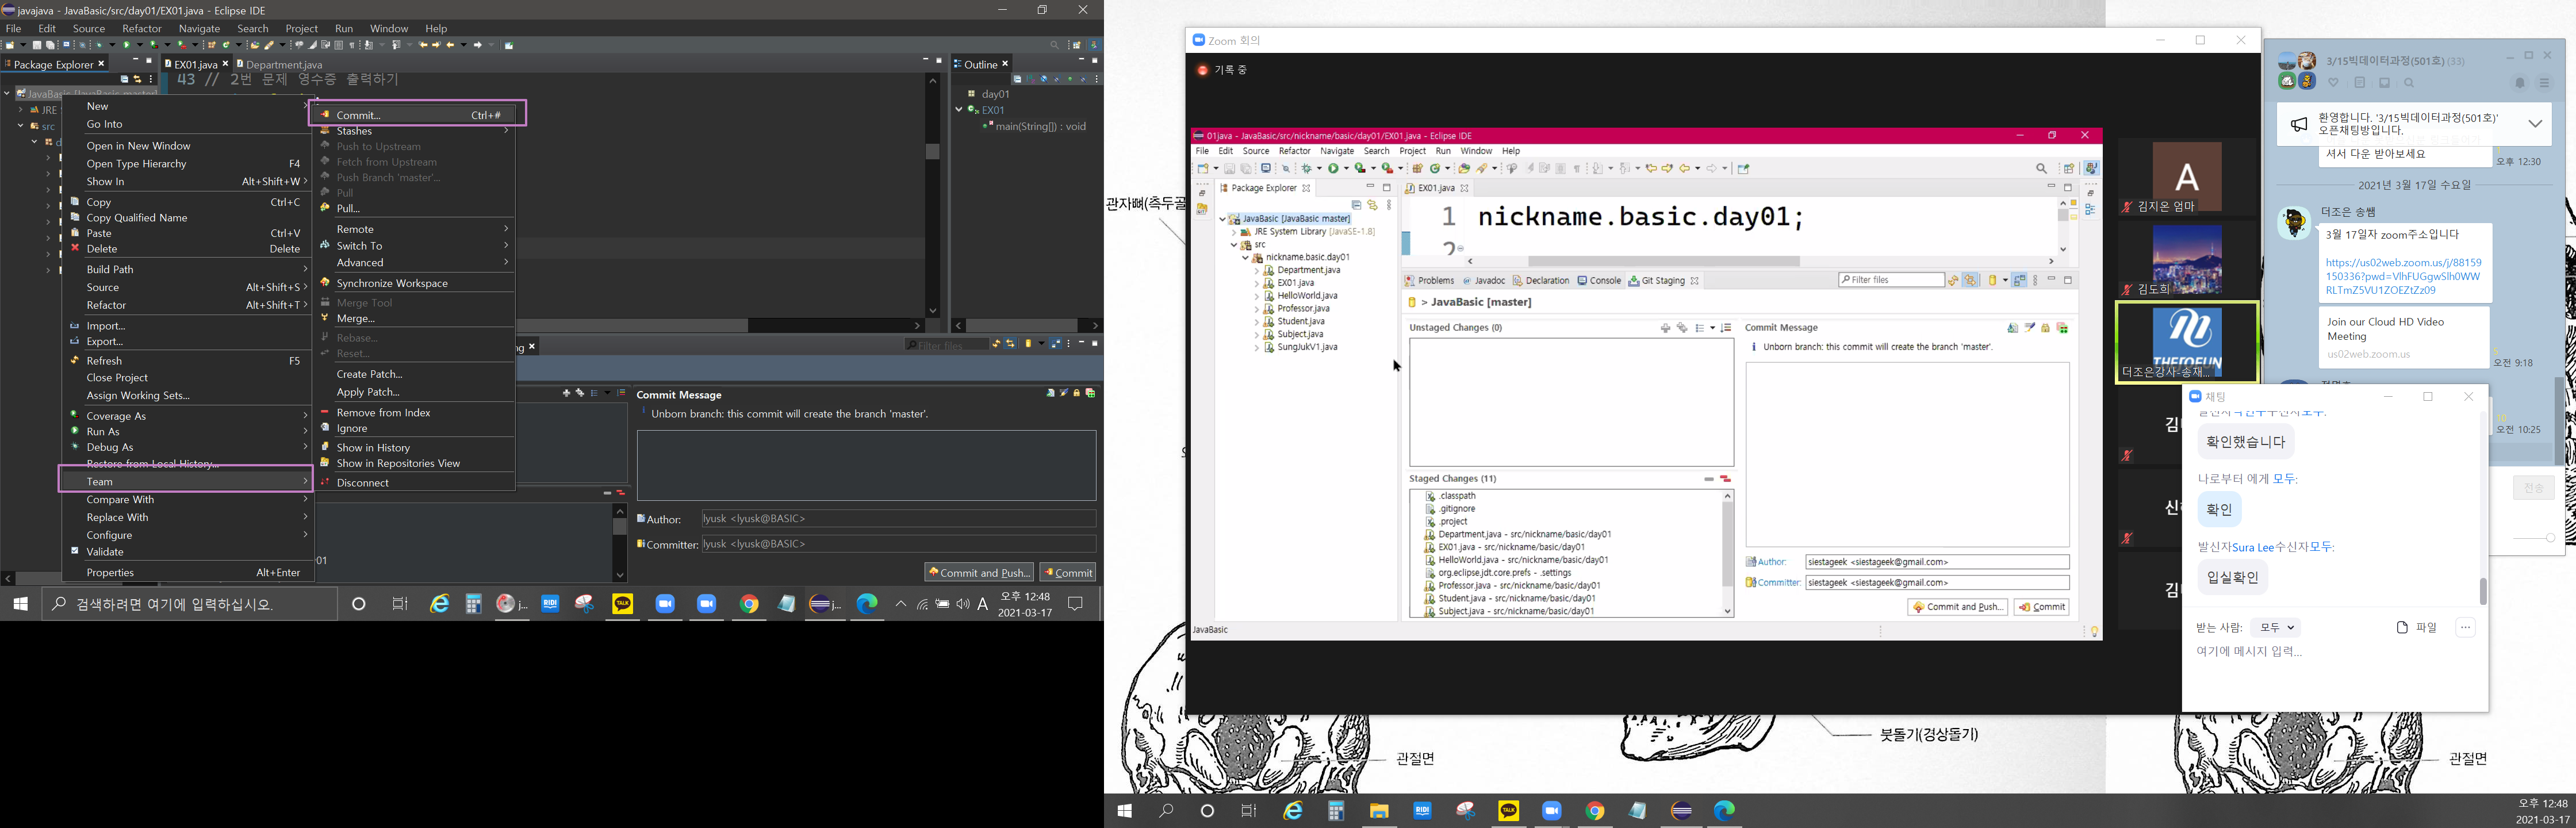 javajava - JavaBasic/src/day01/EX01.java - Eclipse IDE
File Edit Source Refactor Navigate Search Project Run Window Help
Package Explorer
EX01.java
Department.java
43 // 2번 문제 영수증 출력하기
JavaBasic [JavaBasic master]
JRE
src
New
Go Into
Open in New Window
Open Type Hierarchy F4
Show In Alt+Shift+W
Copy Ctrl+C
Copy Qualified Name
Paste Ctrl+V
Delete Delete
Build Path
Source Alt+Shift+S
Refactor Alt+Shift+T
Import...
Export...
Refresh F5
Close Project
Assign Working Sets...
Coverage As
Run As
Debug As
Restore from Local History...
Team
Compare With
Replace With
Configure
Validate
Properties Alt+Enter
Commit... Ctrl+#
Stashes
Push to Upstream
Fetch from Upstream
Push Branch 'master'...
Pull
Pull...
Remote
Switch To
Advanced
Synchronize Workspace
Merge Tool
Merge...
Rebase...
Reset...
Create Patch...
Apply Patch...
Remove from Index
Ignore
Show in History
Show in Repositories View
Disconnect
Outline
day01
EX01
main(String[]) : void
Filter files
Commit Message
Unborn branch: this commit will create the branch 'master'.
Author: lyusk <lyusk@BASIC>
Committer: lyusk <lyusk@BASIC>
Commit and Push... Commit
01
검색하려면 여기에 입력하십시오.
RIDI
TALK
A
오후 12:48
2021-03-17
관자뼈(측두골
Zoom 회의
기록 중
01java - JavaBasic/src/nickname/basic/day01/EX01.java - Eclipse IDE
File Edit Source Refactor Navigate Search Project Run Window Help
Package Explorer
JavaBasic [JavaBasic master]
JRE System Library [JavaSE-1.8]
src
nickname.basic.day01
Department.java
EX01.java
HelloWorld.java
Professor.java
Student.java
Subject.java
SungJukV1.java
EX01.java
1 nickname.basic.day01;
2
Problems Javadoc Declaration Console Git Staging
Filter files
> JavaBasic [master]
Unstaged Changes (0)
Staged Changes (11)
.classpath
.gitignore
.project
Department.java - src/nickname/basic/day01
EX01.java - src/nickname/basic/day01
HelloWorld.java - src/nickname/basic/day01
org.eclipse.jdt.core.prefs - .settings
Professor.java - src/nickname/basic/day01
Student.java - src/nickname/basic/day01
Subject.java - src/nickname/basic/day01
Commit Message
Unborn branch: this commit will create the branch 'master'.
Author: siestageek <siestageek@gmail.com>
Committer: siestageek <siestageek@gmail.com>
Commit and Push... Commit
JavaBasic
A
김지온 엄마
김도희
더조은강사-송재...
3/15빅데이터과정(501호) (33)
환영합니다. '3/15빅데이터과정(501호)'
오픈채팅방입니다.
셔서 다운 받아보세요
오후 12:30
2021년 3월 17일 수요일
더조은 송쌤
3월 17일자 zoom주소입니다
https://us02web.zoom.us/j/88159
150336?pwd=VlhFUGgwSlh0WW
RLTmZ5VU1ZOEZtZz09
Join our Cloud HD Video
Meeting
us02web.zoom.us
오전 9:18
오전 10:25
전송
채팅
확인했습니다
나로부터 에게 모두:
확인
발신자Sura Lee수신자모두:
입실확인
받는 사람: 모두
파일
여기에 메시지 입력...
관절면
붓돌기(경상돌기)
관절면
RIDI
TALK
오후 12:48
2021-03-17